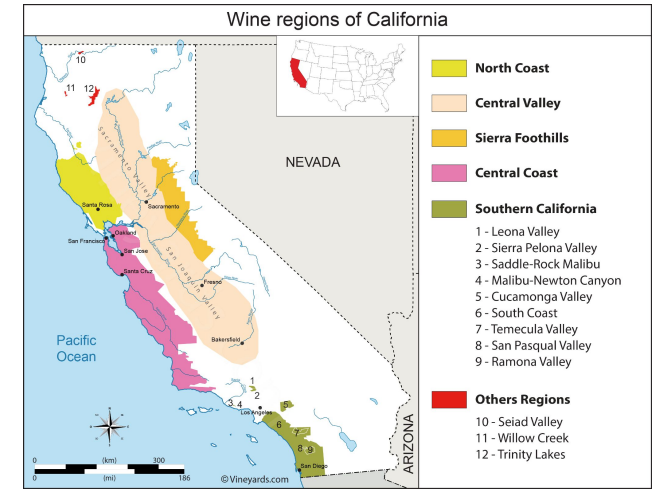 Wine regions of California
North Coast
Central Valley
Sierra Foothills
Central Coast
Southern California
1 - Leona Valley
2 - Sierra Pelona Valley
3 - Saddle-Rock Malibu
4 - Malibu-Newton Canyon
5 - Cucamonga Valley
6 - South Coast
7 - Temecula Valley
8 - San Pasqual Valley
9 - Ramona Valley
Others Regions
10 - Seiad Valley
11 - Willow Creek
12 - Trinity Lakes
10
11
12
Sacramento Valley
NEVADA
Santa Rosa
Sacramento
Oakland
San Francisco
San Jose
Santa Cruz
San Joaquin Valley
Fresno
Bakersfield
Pacific
Ocean
1
2
3
4
Los Angeles
5
6
7
8
9
San Diego
ARIZONA
0 (km) 300
0 (mi) 186
© Vineyards.com